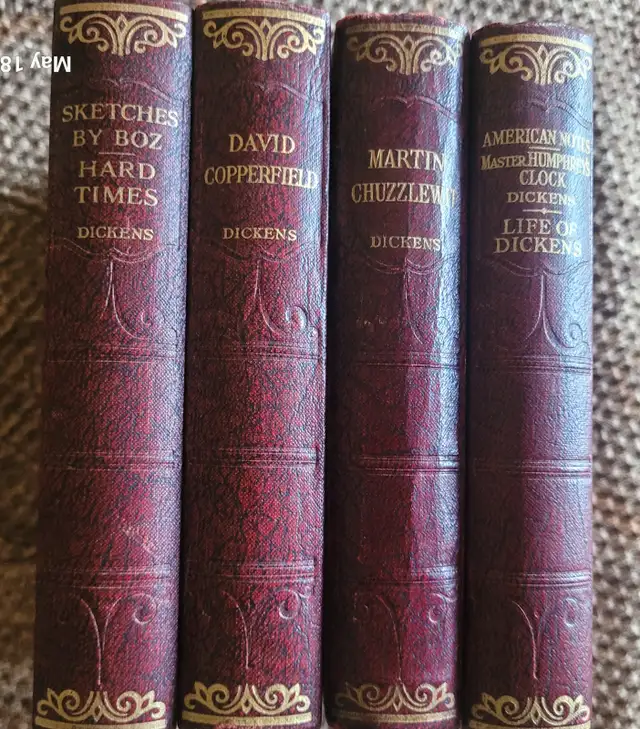 May 18
SKETCHES
BY BOZ
HARD
TIMES
DICKENS
DAVID
COPPERFIELD
DICKENS
MARTIN
CHUZZLEWIT
DICKENS
AMERICAN NOTES
MASTER HUMPHREY'S
CLOCK
DICKENS
LIFE OF
DICKENS